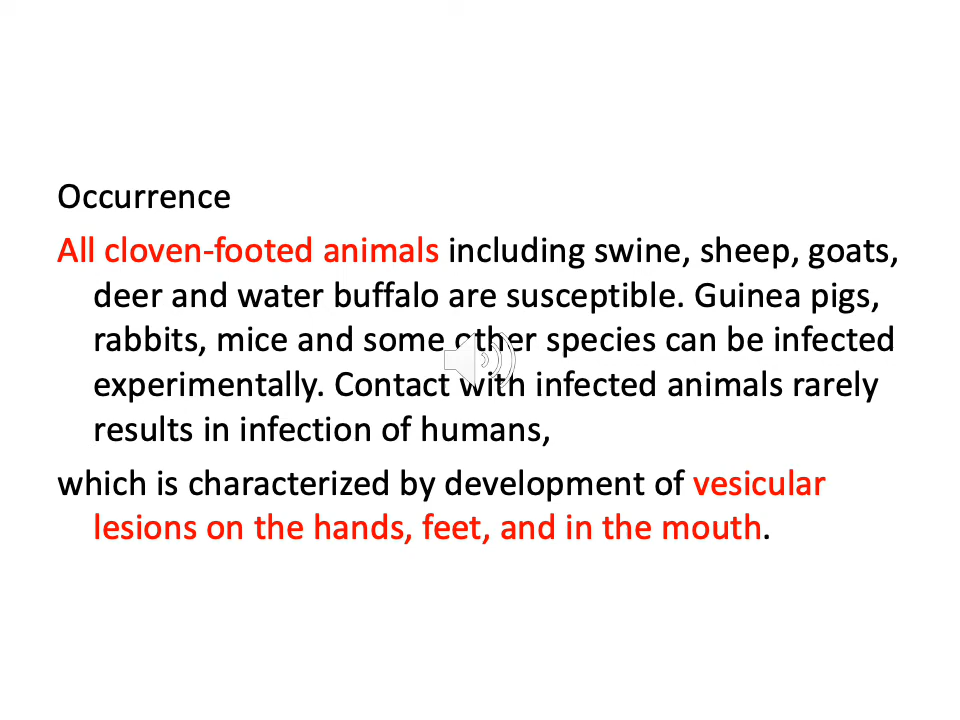 Occurrence
All cloven-footed animals including swine, sheep, goats,
deer and water buffalo are susceptible. Guinea pigs,
rabbits, mice and some other species can be infected
experimentally. Contact with infected animals rarely
results in infection of humans,
which is characterized by development of vesicular
lesions on the hands, feet, and in the mouth.